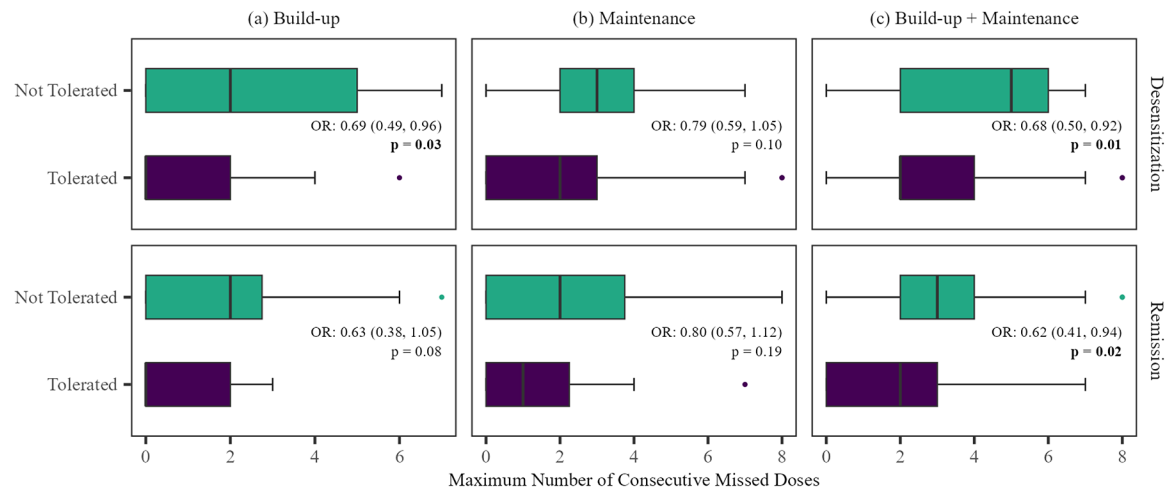 (a) Build-up
(b) Maintenance
(c) Build-up + Maintenance
Not Tolerated
Tolerated
OR: 0.69 (0.49, 0.96)
p = 0.03
OR: 0.79 (0.59, 1.05)
p = 0.10
OR: 0.68 (0.50, 0.92)
p = 0.01
Desensitization
Not Tolerated
Tolerated
OR: 0.63 (0.38, 1.05)
p = 0.08
OR: 0.80 (0.57, 1.12)
p = 0.19
OR: 0.62 (0.41, 0.94)
p = 0.02
Remission
0 2 4 6
0 2 4 6 8
0 2 4 6 8
Maximum Number of Consecutive Missed Doses